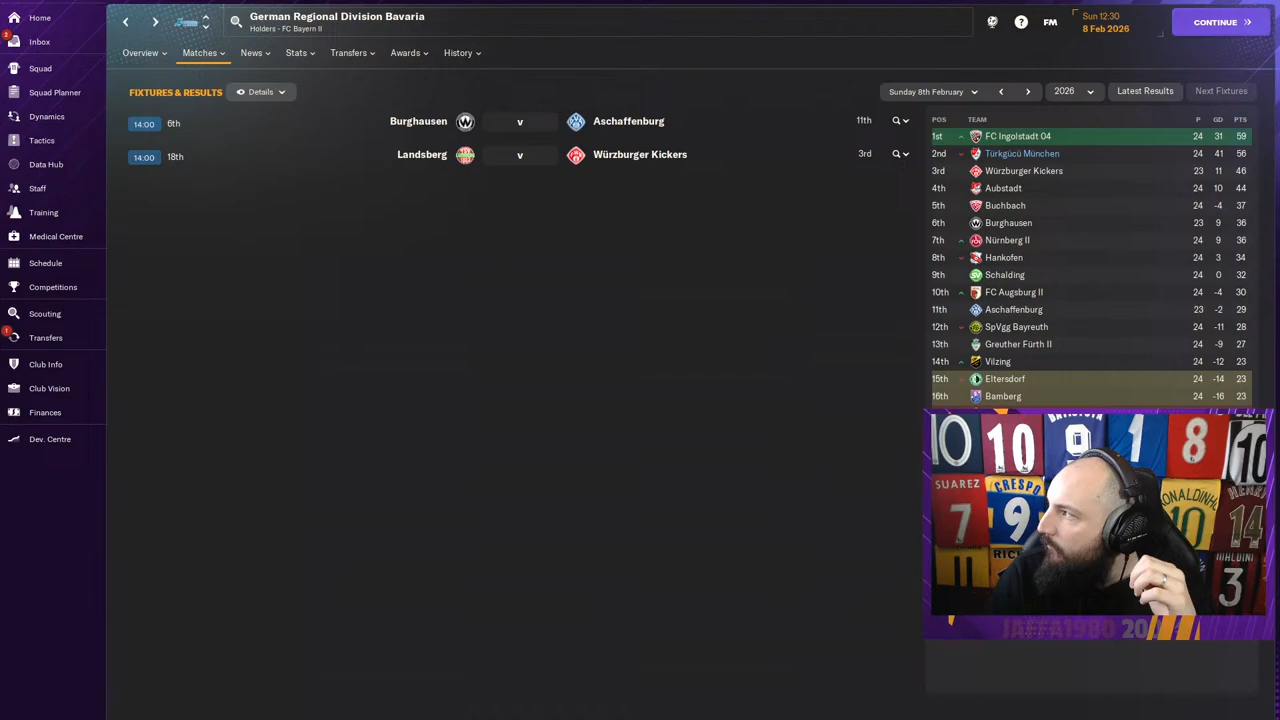 Home
2
Inbox
Squad
Squad Planner
Dynamics
Tactics
Data Hub
Staff
Training
Medical Centre
Schedule
Competitions
Scouting
1
Transfers
Club Info
Club Vision
Finances
Dev. Centre
German Regional Division Bavaria
Holders - FC Bayern II
FM
Sun 12:30
8 Feb 2026
CONTINUE
Overview Matches News Stats Transfers Awards History
FIXTURES & RESULTS Details
Sunday 8th February 2026 Latest Results Next Fixtures
14:00 6th Burghausen v Aschaffenburg 11th
14:00 18th Landsberg v Würzburger Kickers 3rd
POS TEAM P GD PTS
1st FC Ingolstadt 04 24 31 59
2nd Türkgücü München 24 41 56
3rd Würzburger Kickers 23 11 46
4th Aubstadt 24 10 44
5th Buchbach 24 -4 37
6th Burghausen 23 9 36
7th Nürnberg II 24 9 36
8th Hankofen 24 3 34
9th Schalding 24 0 32
10th FC Augsburg II 24 -4 30
11th Aschaffenburg 23 -2 29
12th SpVgg Bayreuth 24 -11 28
13th Greuther Fürth II 24 -9 27
14th Vilzing 24 -12 23
15th Eltersdorf 24 -14 23
16th Bamberg 24 -16 23
10
10
9
1
8
10
SUAREZ
7
CRESPO
9
RONALDINHO
10
14
3
JAFFA1980